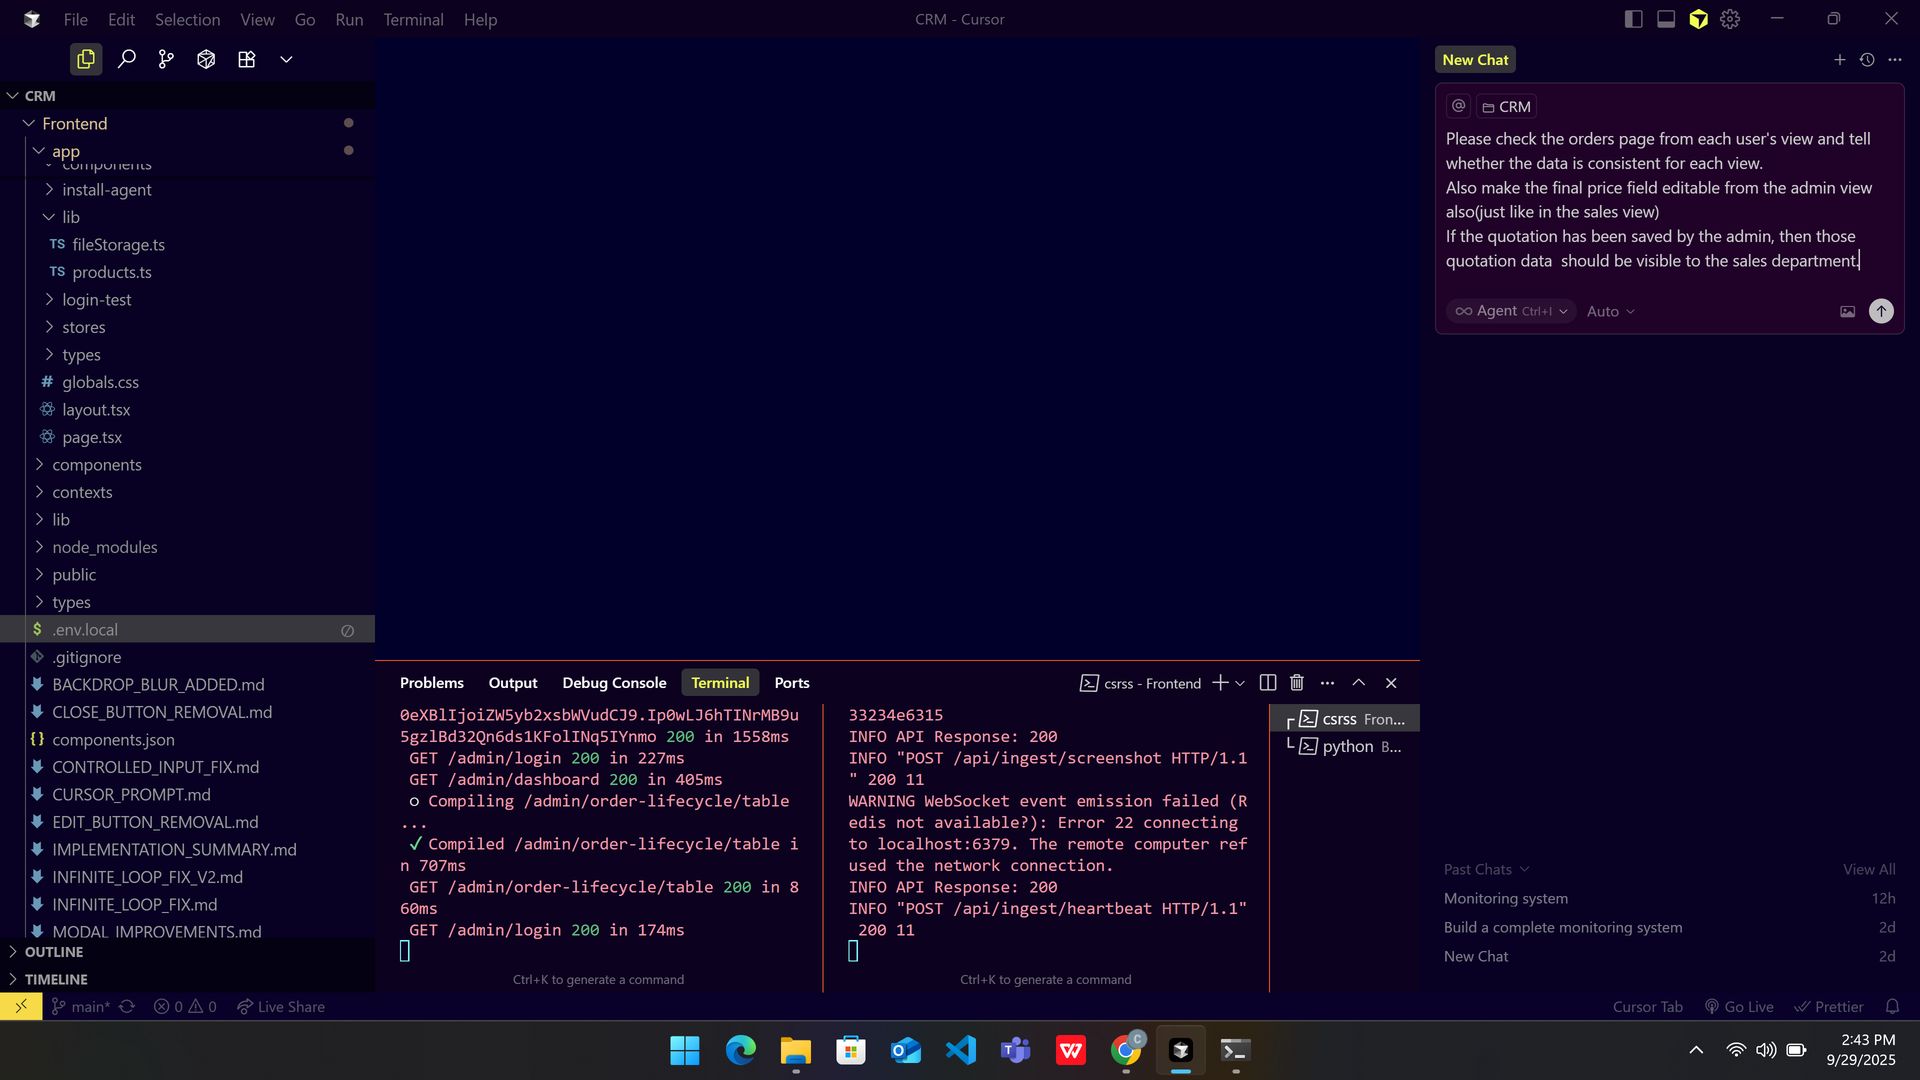 File Edit Selection View Go Run Terminal Help
CRM - Cursor
CRM
Frontend
app
components
install-agent
lib
TS fileStorage.ts
TS products.ts
login-test
stores
types
# globals.css
layout.tsx
page.tsx
components
contexts
lib
node_modules
public
types
$ .env.local
.gitignore
BACKDROP_BLUR_ADDED.md
CLOSE_BUTTON_REMOVAL.md
{} components.json
CONTROLLED_INPUT_FIX.md
CURSOR_PROMPT.md
EDIT_BUTTON_REMOVAL.md
IMPLEMENTATION_SUMMARY.md
INFINITE_LOOP_FIX_V2.md
INFINITE_LOOP_FIX.md
MODAL_IMPROVEMENTS.md
OUTLINE
TIMELINE
Problems Output Debug Console Terminal Ports
csrss - Frontend
0eXBlIjoiZW5yb2xsbWVudCJ9.Ip0wLJ6hTINrMB9u
5gzlBd32Qn6ds1KFolINq5IYnmo 200 in 1558ms
GET /admin/login 200 in 227ms
GET /admin/dashboard 200 in 405ms
○ Compiling /admin/order-lifecycle/table
...
✓ Compiled /admin/order-lifecycle/table i
n 707ms
GET /admin/order-lifecycle/table 200 in 8
60ms
GET /admin/login 200 in 174ms
Ctrl+K to generate a command
33234e6315
INFO API Response: 200
INFO "POST /api/ingest/screenshot HTTP/1.1
" 200 11
WARNING WebSocket event emission failed (R
edis not available?): Error 22 connecting
to localhost:6379. The remote computer ref
used the network connection.
INFO API Response: 200
INFO "POST /api/ingest/heartbeat HTTP/1.1"
200 11
Ctrl+K to generate a command
csrss Fron...
python B...
New Chat
@ CRM
Please check the orders page from each user's view and tell
whether the data is consistent for each view.
Also make the final price field editable from the admin view
also(just like in the sales view)
If the quotation has been saved by the admin, then those
quotation data  should be visible to the sales department.
Agent Ctrl+I Auto
Past Chats View All
Monitoring system 12h
Build a complete monitoring system 2d
New Chat 2d
main* 0 0 Live Share
Cursor Tab Go Live Prettier
C
2:43 PM
9/29/2025